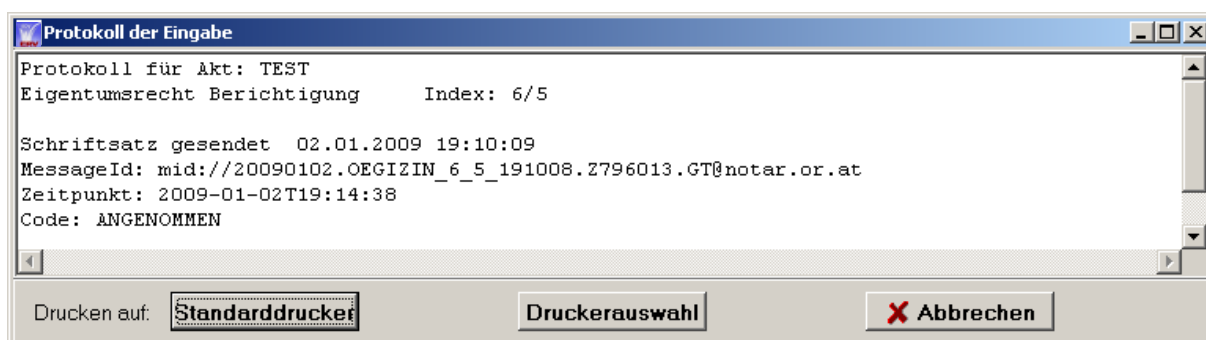 Protokoll der Eingabe
Protokoll für Akt: TEST
Eigentumsrecht Berichtigung Index: 6/5
Schriftsatz gesendet 02.01.2009 19:10:09
MessageId: mid://20090102.OEGIZIN_6_5_191008.Z796013.GT@notar.or.at
Zeitpunkt: 2009-01-02T19:14:38
Code: ANGENOMMEN
Drucken auf: Standarddrucker Druckerauswahl Abbrechen